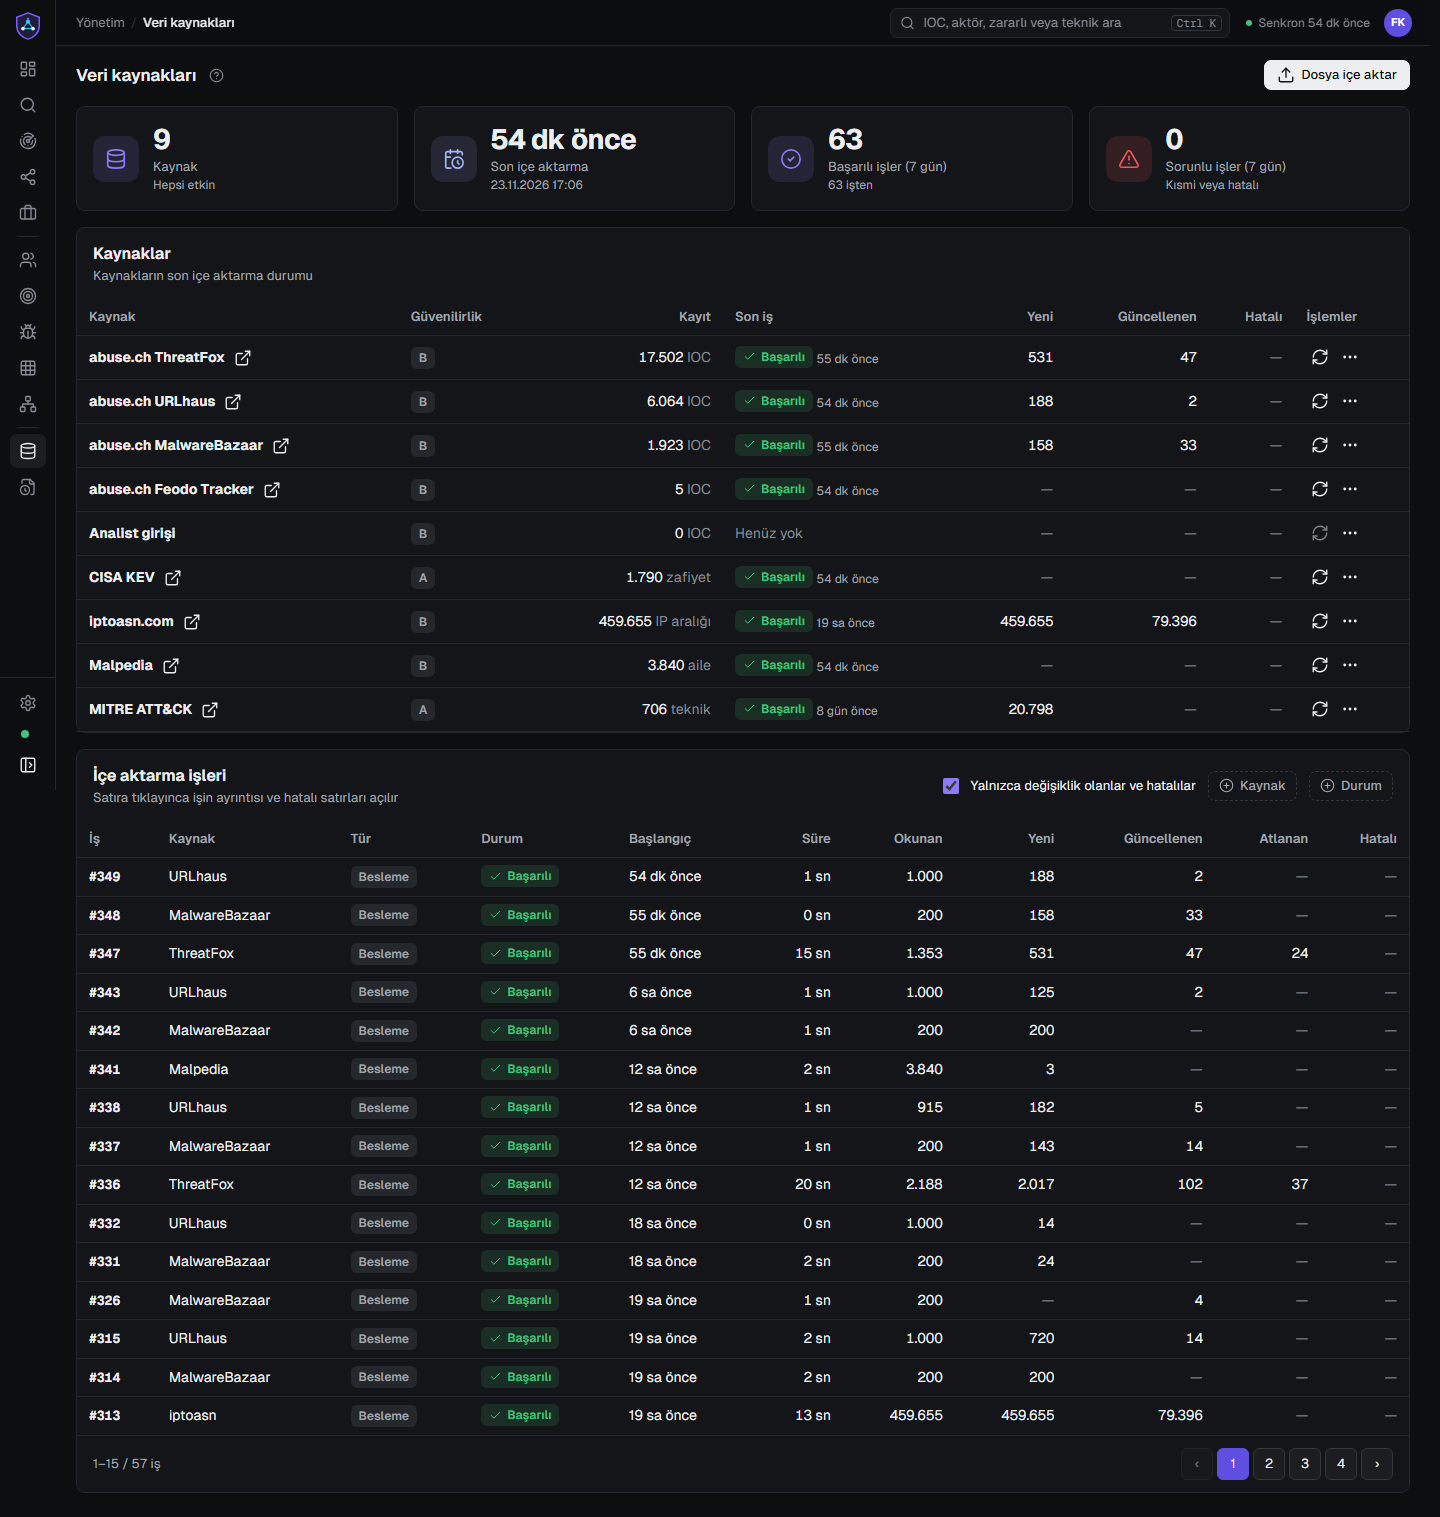 Yönetim / Veri kaynakları
IOC, aktör, zararlı veya teknik ara Ctrl K
Senkron 54 dk önce
FK
Veri kaynakları
Dosya içe aktar
9
Kaynak
Hepsi etkin
54 dk önce
Son içe aktarma
23.11.2026 17:06
63
Başarılı işler (7 gün)
63 işten
0
Sorunlu işler (7 gün)
Kısmi veya hatalı
Kaynaklar
Kaynakların son içe aktarma durumu
Kaynak Güvenilirlik Kayıt Son iş Yeni Güncellenen Hatalı İşlemler
abuse.ch ThreatFox B 17.502 IOC Başarılı 55 dk önce 531 47 —
abuse.ch URLhaus B 6.064 IOC Başarılı 54 dk önce 188 2 —
abuse.ch MalwareBazaar B 1.923 IOC Başarılı 55 dk önce 158 33 —
abuse.ch Feodo Tracker B 5 IOC Başarılı 54 dk önce — — —
Analist girişi B 0 IOC Henüz yok — — —
CISA KEV A 1.790 zafiyet Başarılı 54 dk önce — — —
iptoasn.com B 459.655 IP aralığı Başarılı 19 sa önce 459.655 79.396 —
Malpedia B 3.840 aile Başarılı 54 dk önce — — —
MITRE ATT&CK A 706 teknik Başarılı 8 gün önce 20.798 — —
İçe aktarma işleri
Satıra tıklayınca işin ayrıntısı ve hatalı satırları açılır
Yalnızca değişiklik olanlar ve hatalılar Kaynak Durum
İş Kaynak Tür Durum Başlangıç Süre Okunan Yeni Güncellenen Atlanan Hatalı
#349 URLhaus Besleme Başarılı 54 dk önce 1 sn 1.000 188 2 — —
#348 MalwareBazaar Besleme Başarılı 55 dk önce 0 sn 200 158 33 — —
#347 ThreatFox Besleme Başarılı 55 dk önce 15 sn 1.353 531 47 24 —
#343 URLhaus Besleme Başarılı 6 sa önce 1 sn 1.000 125 2 — —
#342 MalwareBazaar Besleme Başarılı 6 sa önce 1 sn 200 200 — — —
#341 Malpedia Besleme Başarılı 12 sa önce 2 sn 3.840 3 — — —
#338 URLhaus Besleme Başarılı 12 sa önce 1 sn 915 182 5 — —
#337 MalwareBazaar Besleme Başarılı 12 sa önce 1 sn 200 143 14 — —
#336 ThreatFox Besleme Başarılı 12 sa önce 20 sn 2.188 2.017 102 37 —
#332 URLhaus Besleme Başarılı 18 sa önce 0 sn 1.000 14 — — —
#331 MalwareBazaar Besleme Başarılı 18 sa önce 2 sn 200 24 — — —
#326 MalwareBazaar Besleme Başarılı 19 sa önce 1 sn 200 — 4 — —
#315 URLhaus Besleme Başarılı 19 sa önce 2 sn 1.000 720 14 — —
#314 MalwareBazaar Besleme Başarılı 19 sa önce 2 sn 200 200 — — —
#313 iptoasn Besleme Başarılı 19 sa önce 13 sn 459.655 459.655 79.396 — —
1–15 / 57 iş ‹ 1 2 3 4 ›